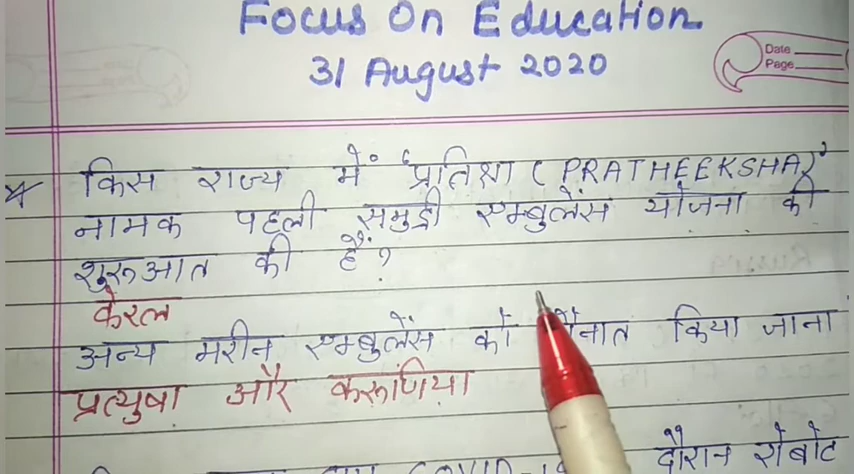 Focus On Education
31 August 2020
Date
Page
किस राज्य में 'प्रतिक्षा (PRATHEEKSHA)'
नामक पहली समुद्री एम्बुलेंस योजना की
शुरूआत की हैं?
केरल
अन्य मरीन एम्बुलेंस को तैनात किया जाना
प्रत्युषा और करूणिया
दौरान रोबोट